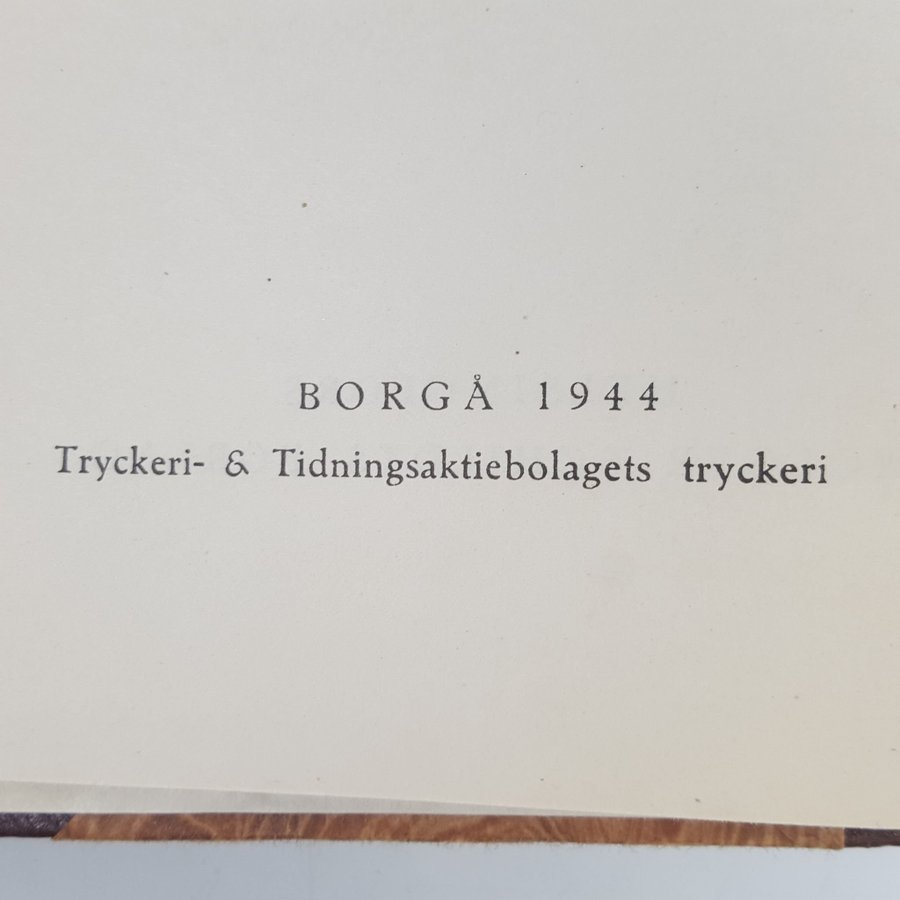 BORGÅ 1944
Tryckeri- & Tidningsaktiebolagets tryckeri